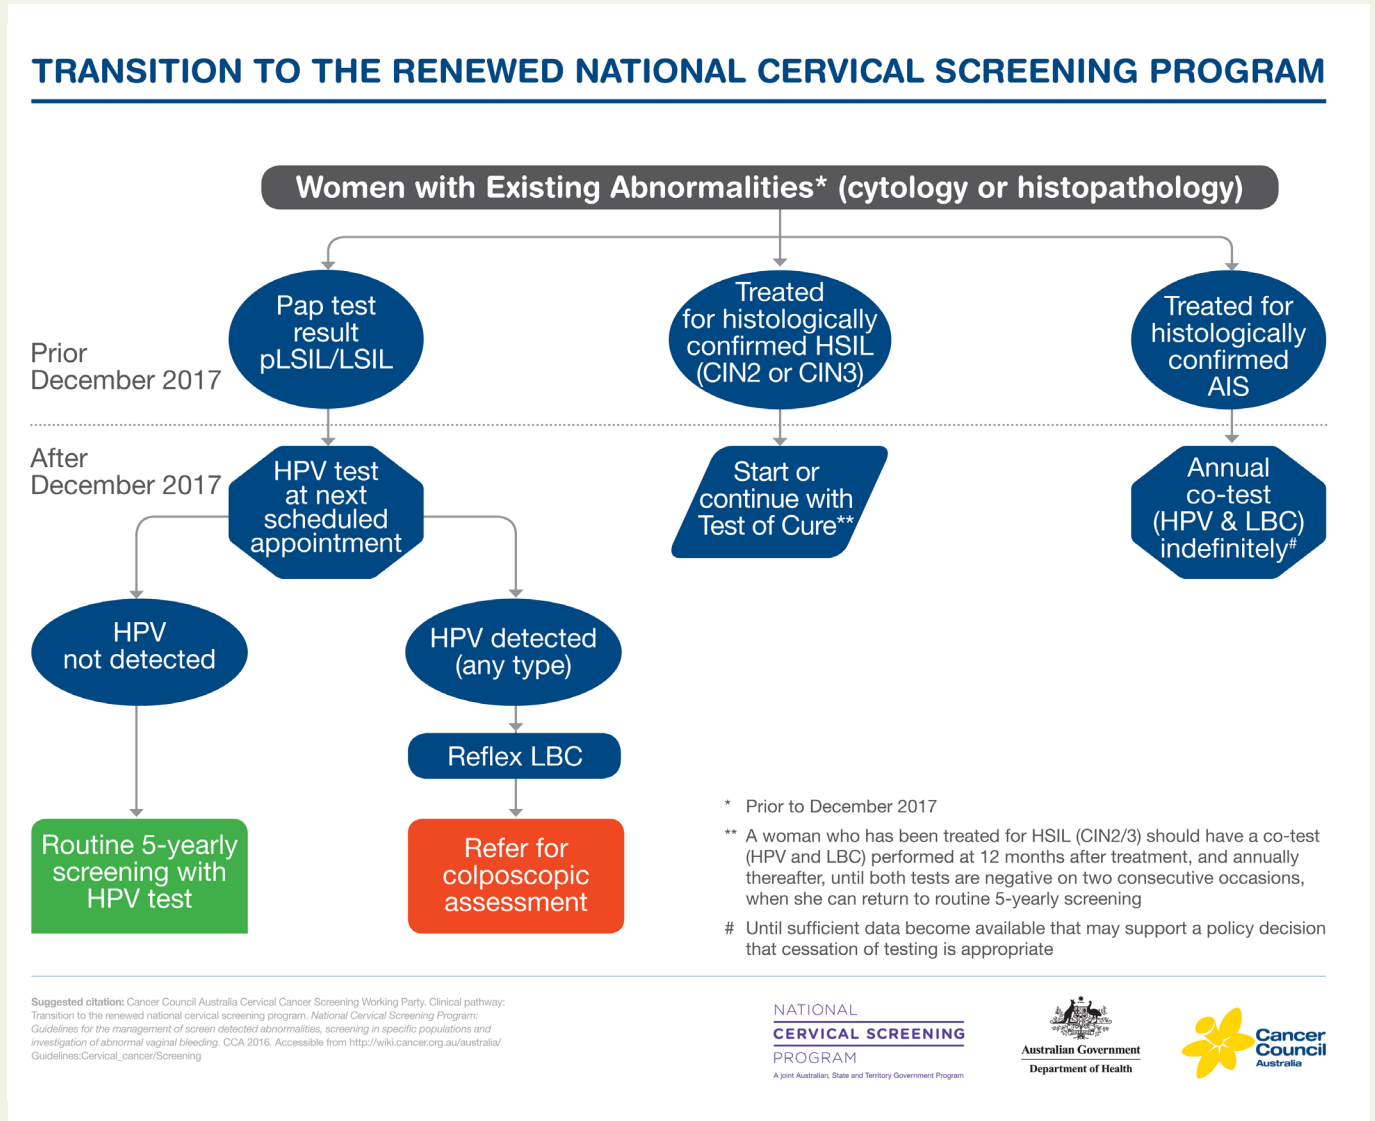 TRANSITION TO THE RENEWED NATIONAL CERVICAL SCREENING PROGRAM
Women with Existing Abnormalities* (cytology or histopathology)
Prior
December 2017
Pap test
result
pLSIL/LSIL
Treated
for histologically
confirmed HSIL
(CIN2 or CIN3)
Treated for
histologically
confirmed
AIS
After
December 2017
HPV test
at next
scheduled
appointment
Start or
continue with
Test of Cure**
Annual
co-test
(HPV & LBC)
indefinitely#
HPV
not detected
HPV detected
(any type)
Reflex LBC
Routine 5-yearly
screening with
HPV test
Refer for
colposcopic
assessment
* Prior to December 2017
** A woman who has been treated for HSIL (CIN2/3) should have a co-test
(HPV and LBC) performed at 12 months after treatment, and annually
thereafter, until both tests are negative on two consecutive occasions,
when she can return to routine 5-yearly screening
# Until sufficient data become available that may support a policy decision
that cessation of testing is appropriate
Suggested citation: Cancer Council Australia Cervical Cancer Screening Working Party. Clinical pathway:
Transition to the renewed national cervical screening program. National Cervical Screening Program:
Guidelines for the management of screen detected abnormalities, screening in specific populations and
investigation of abnormal vaginal bleeding. CCA 2016. Accessible from http://wiki.cancer.org.au/australia/
Guidelines:Cervical_cancer/Screening
NATIONAL
CERVICAL SCREENING
PROGRAM
A joint Australian, State and Territory Government Program
Australian Government
Department of Health
Cancer
Council
Australia